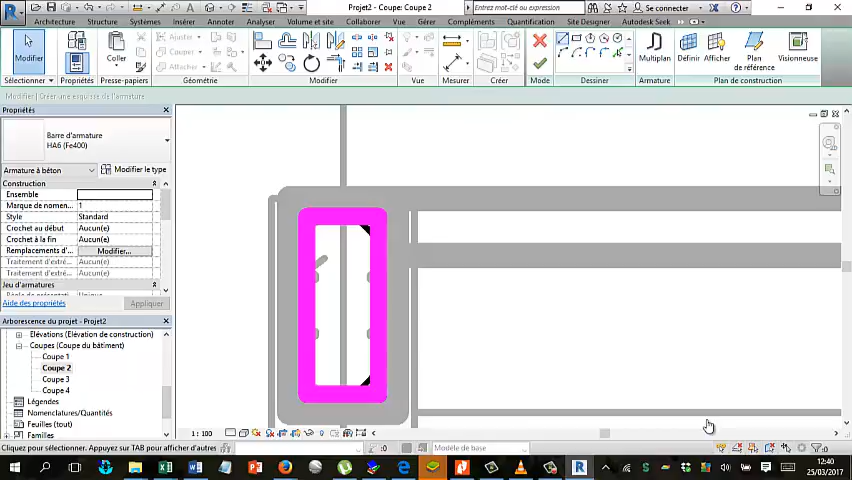 Projet2 - Coupe: Coupe 2
Entrez mot-clé ou expression
Se connecter
Architecture
Structure
Systèmes
Insérer
Annoter
Analyser
Volume et site
Collaborer
Vue
Gérer
Compléments
Quantification
Site Designer
Autodesk Seek
Modifier
Propriétés
Coller
Ajuster
Couper
Attacher
Multiplan
Définir
Afficher
Plan de référence
Visionneuse
Sélectionner
Propriétés
Presse-papiers
Géométrie
Modifier
Vue
Mesurer
Créer
Mode
Dessiner
Armature
Plan de construction
Modifier | Créer une esquisse de l'armature
Propriétés
Barre d'armature
HA6 (Fe400)
Armature à béton
Modifier le type
Construction
Ensemble
Marque de nomen... 1
Style Standard
Crochet au début Aucun(e)
Crochet à la fin Aucun(e)
Remplacements d'... Modifier...
Traitement d'extré... Aucun(e)
Traitement d'extré... Aucun(e)
Jeu d'armatures
Aide des propriétés
Appliquer
Arborescence du projet - Projet2
Elévations (Elévation de construction)
Coupes (Coupe du bâtiment)
Coupe 1
Coupe 2
Coupe 3
Coupe 4
Légendes
Nomenclatures/Quantités
Feuilles (tout)
Familles
1 : 100
Cliquez pour sélectionner. Appuyez sur TAB pour afficher d'autres
:0
Modèle de base
:0
12:40
25/03/2017